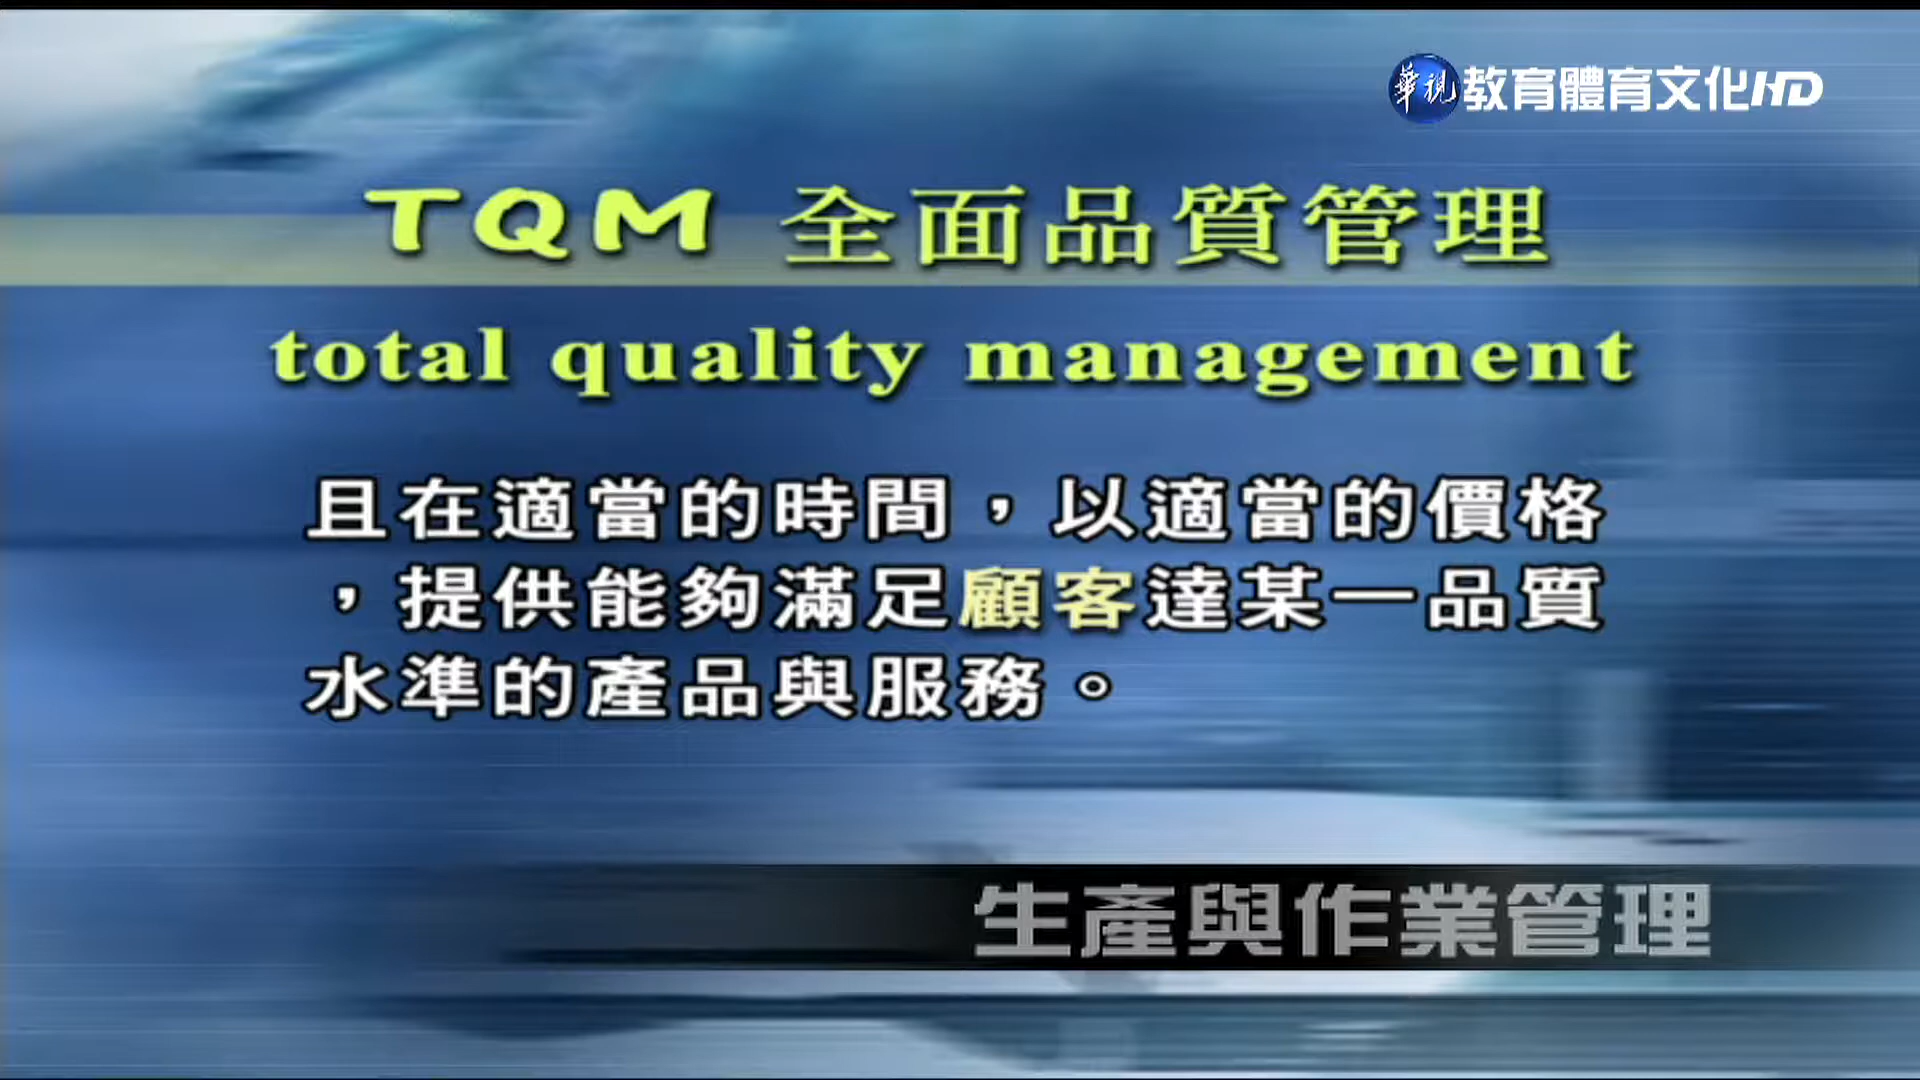 華視 教育體育文化HD
TQM 全面品質管理
total quality management
且在適當的時間，以適當的價格
，提供能夠滿足顧客達某一品質
水準的產品與服務。
生產與作業管理